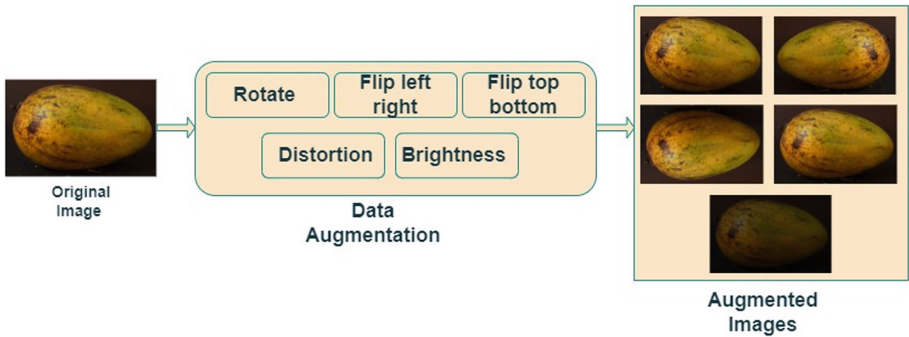 Original
Image
Rotate
Flip left
right
Flip top
bottom
Distortion
Brightness
Data
Augmentation
Augmented
Images